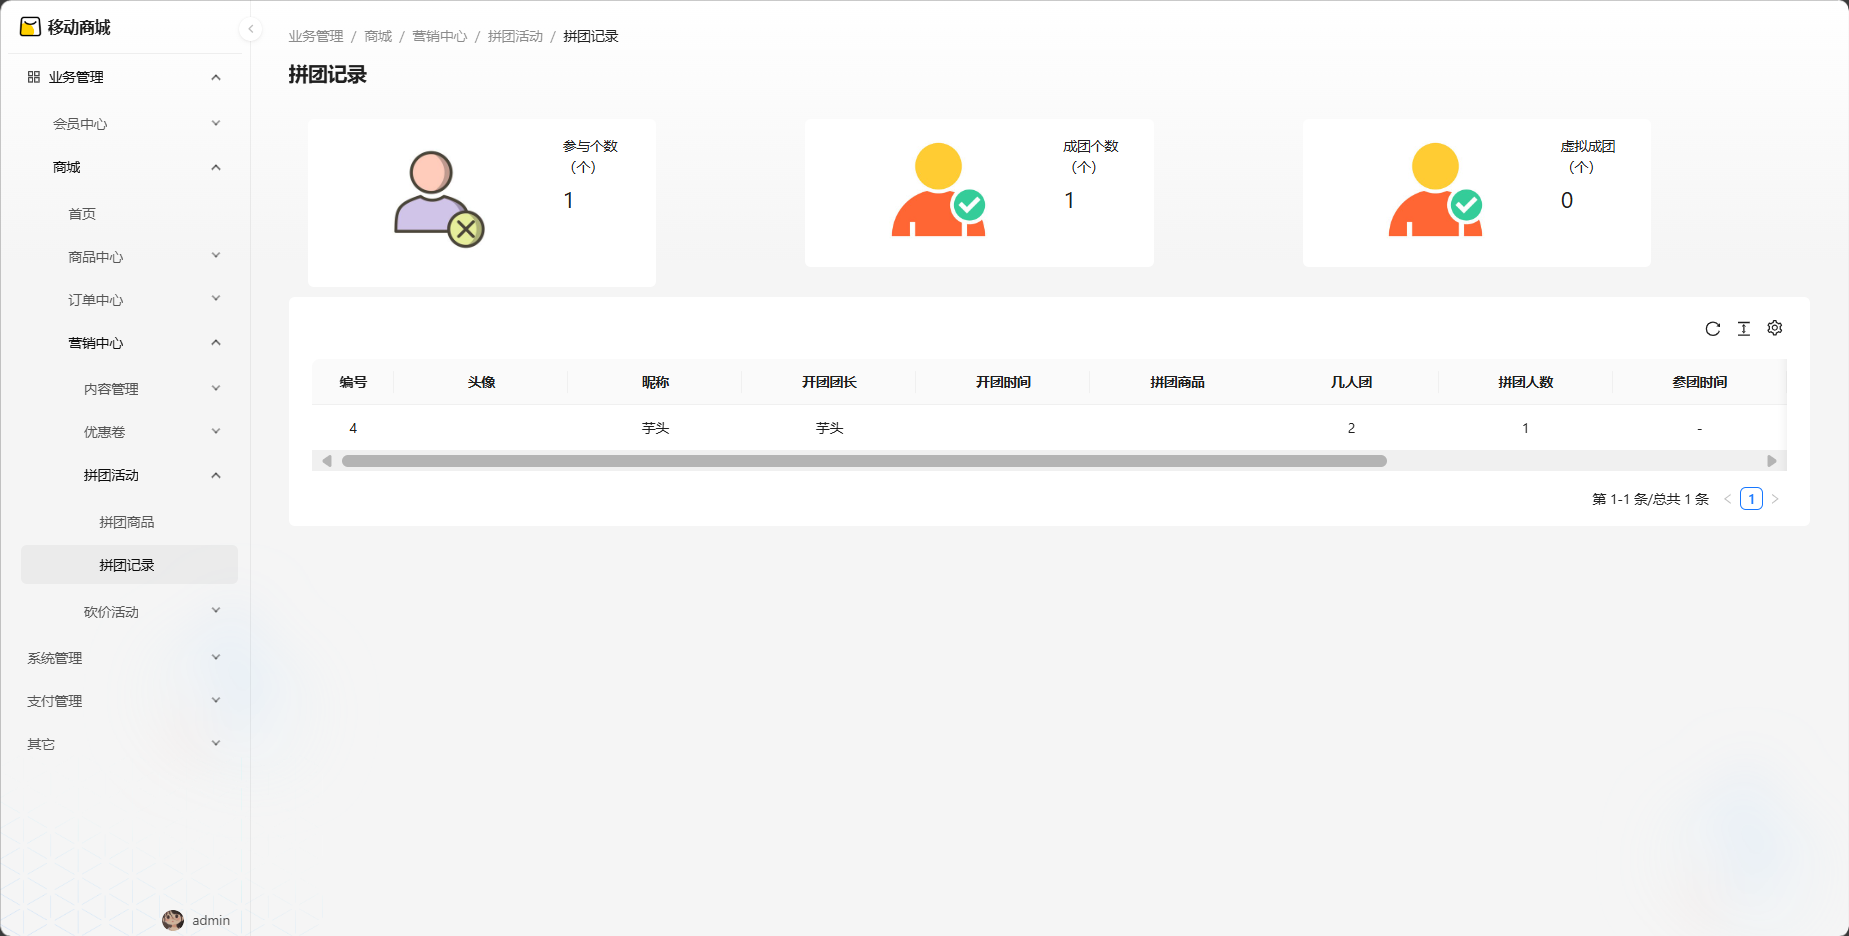 移动商城
业务管理
会员中心
商城
首页
商品中心
订单中心
营销中心
内容管理
优惠卷
拼团活动
拼团商品
拼团记录
砍价活动
系统管理
支付管理
其它
admin
业务管理 / 商城 / 营销中心 / 拼团活动 / 拼团记录
拼团记录
参与个数
（个）
1
成团个数
（个）
1
虚拟成团
（个）
0
编号 头像 昵称 开团团长 开团时间 拼团商品 几人团 拼团人数 参团时间
4 芋头 芋头 2 1 -
第 1-1 条/总共 1 条 < 1 >